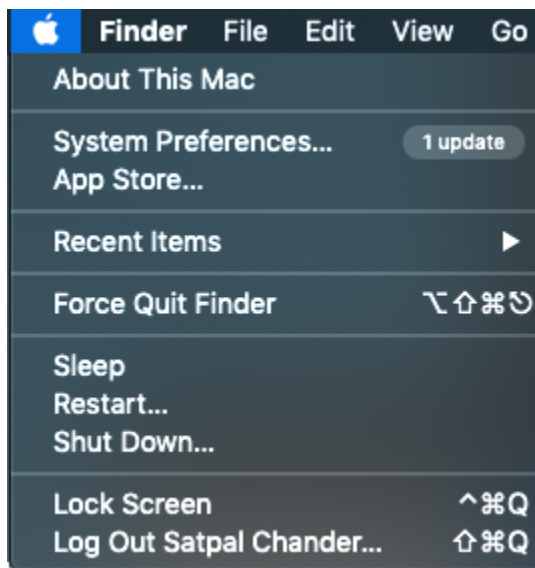 Finder File Edit View Go
About This Mac
System Preferences... 1 update
App Store...
Recent Items ▶
Force Quit Finder ⌥⇧⌘⎋
Sleep
Restart...
Shut Down...
Lock Screen ^⌘Q
Log Out Satpal Chander... ⇧⌘Q